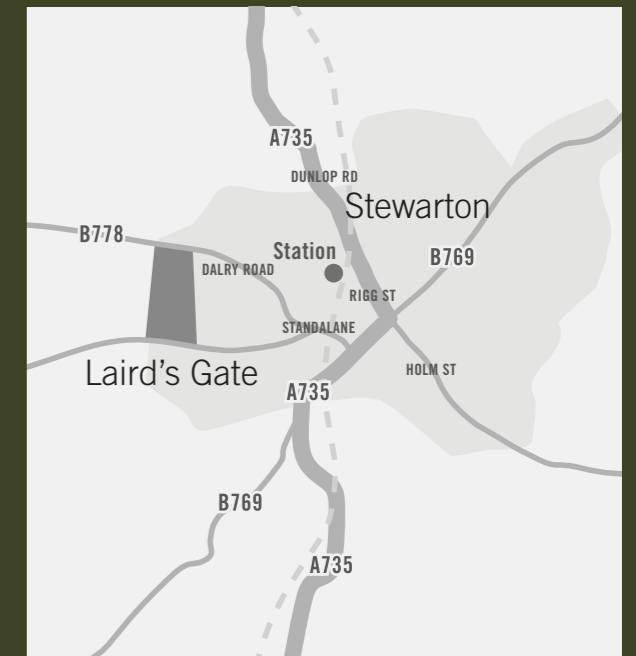 A735
DUNLOP RD
Stewarton
B778
Station
B769
DALRY ROAD
RIGG ST
STANDALANE
Laird's Gate
HOLM ST
A735
B769
A735